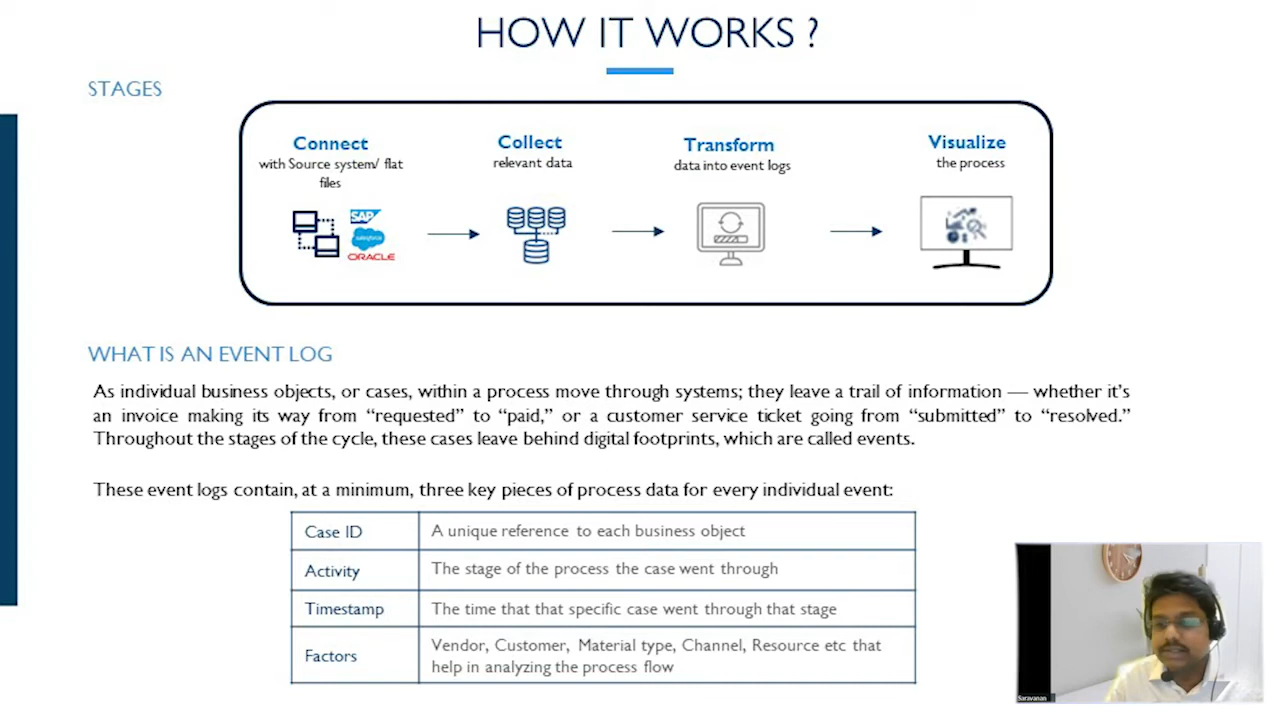 HOW IT WORKS ?
STAGES
Connect
with Source system/ flat
files
SAP
salesforce
ORACLE
Collect
relevant data
Transform
data into event logs
Visualize
the process
WHAT IS AN EVENT LOG
As individual business objects, or cases, within a process move through systems; they leave a trail of information — whether it's
an invoice making its way from “requested” to “paid,” or a customer service ticket going from “submitted” to “resolved.”
Throughout the stages of the cycle, these cases leave behind digital footprints, which are called events.
These event logs contain, at a minimum, three key pieces of process data for every individual event:
Case ID
A unique reference to each business object
Activity
The stage of the process the case went through
Timestamp
The time that that specific case went through that stage
Factors
Vendor, Customer, Material type, Channel, Resource etc that
help in analyzing the process flow
Saravanan